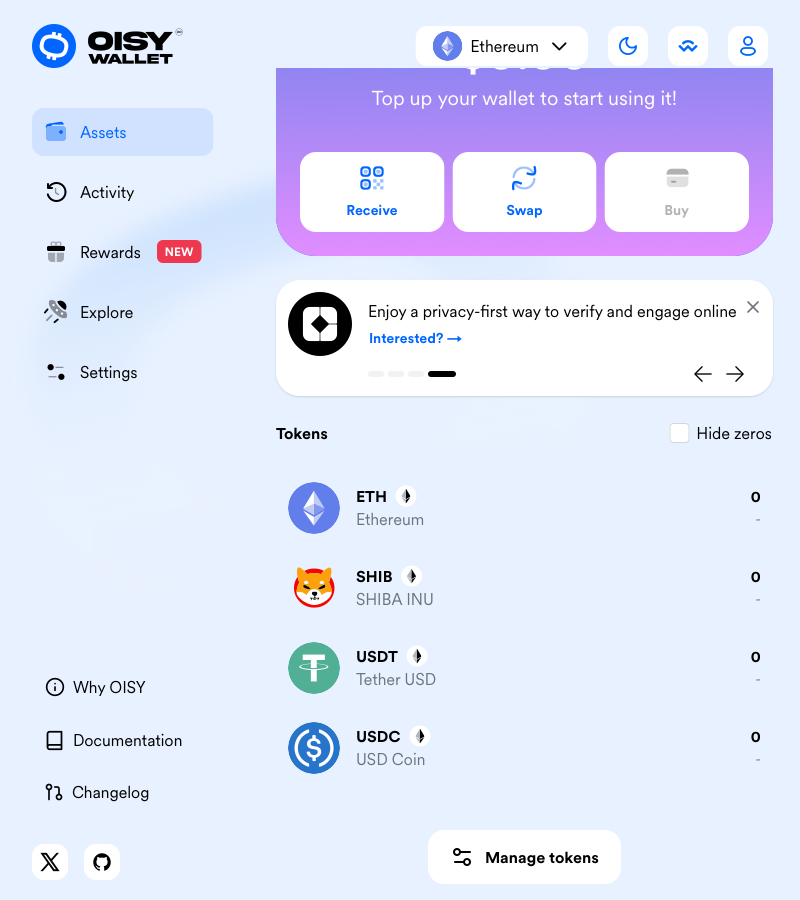 OISY
WALLET
Ethereum
Top up your wallet to start using it!
Receive
Swap
Buy
Assets
Activity
Rewards NEW
Explore
Settings
Enjoy a privacy-first way to verify and engage online
Interested? →
Tokens
Hide zeros
ETH
0
Ethereum
-
SHIB
0
SHIBA INU
-
USDT
0
Tether USD
-
USDC
0
USD Coin
-
Why OISY
Documentation
Changelog
Manage tokens